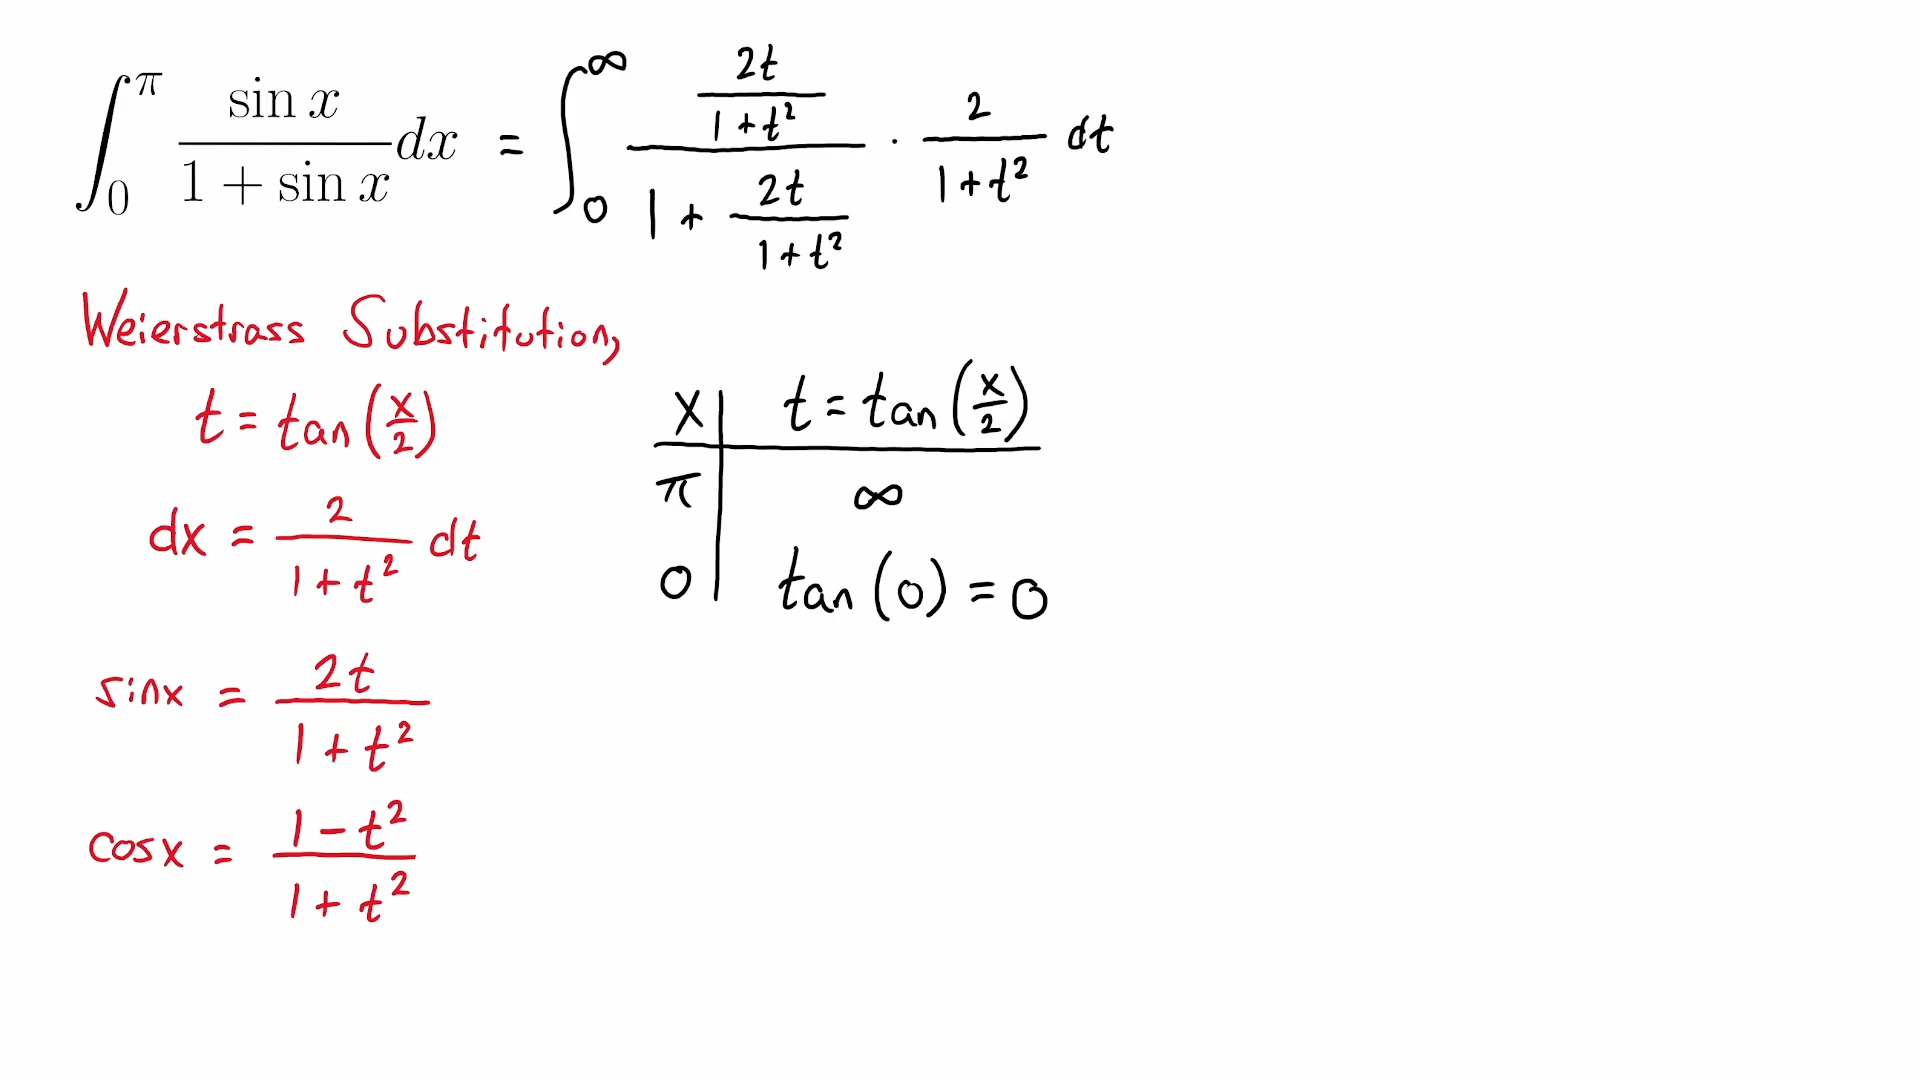 ∫₀^π (sin x)/(1 + sin x) dx = ∫₀^∞ (2t/(1+t²))/(1 + 2t/(1+t²)) · 2/(1+t²) dt
Weierstrass Substitution,
t = tan(x/2)
dx = 2/(1+t²) dt
sinx = 2t/(1+t²)
cosx = (1-t²)/(1+t²)
x | t = tan(x/2)
π | ∞
0 | tan(0) = 0